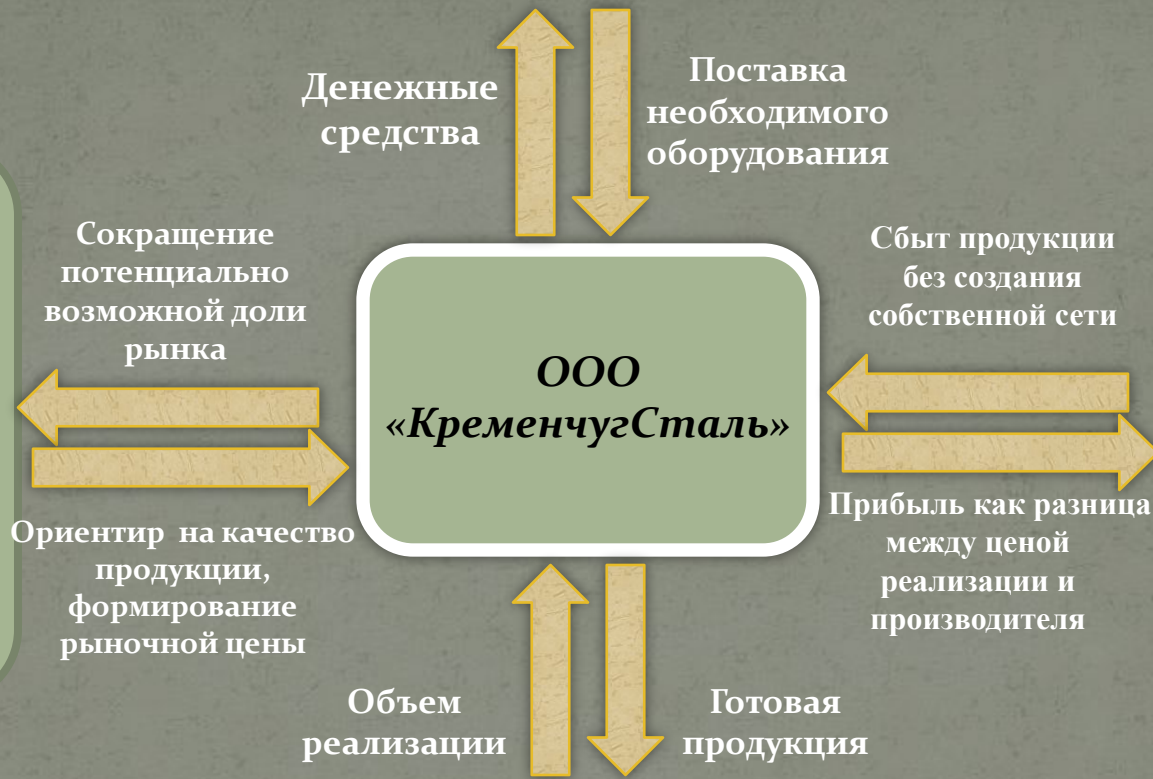 Денежные
средства
Поставка
необходимого
оборудования
Сокращение
потенциально
возможной доли
рынка
Сбыт продукции
без создания
собственной сети
ООО
«КременчугСталь»
Ориентир на качество
продукции,
формирование
рыночной цены
Прибыль как разница
между ценой
реализации и
производителя
Объем
реализации
Готовая
продукция